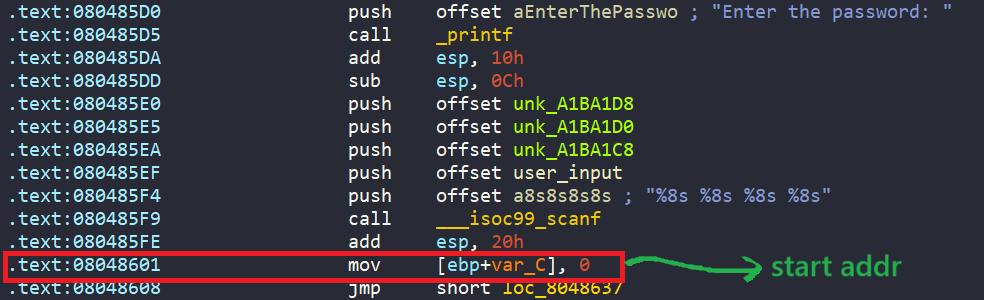 .text:080485D0 push offset aEnterThePasswo ; "Enter the password: "
.text:080485D5 call _printf
.text:080485DA add esp, 10h
.text:080485DD sub esp, 0Ch
.text:080485E0 push offset unk_A1BA1D8
.text:080485E5 push offset unk_A1BA1D0
.text:080485EA push offset unk_A1BA1C8
.text:080485EF push offset user_input
.text:080485F4 push offset a8s8s8s8s ; "%8s %8s %8s %8s"
.text:080485F9 call ___isoc99_scanf
.text:080485FE add esp, 20h
.text:08048601 mov [ebp+var_C], 0 start addr
.text:08048608 jmp short loc_8048637